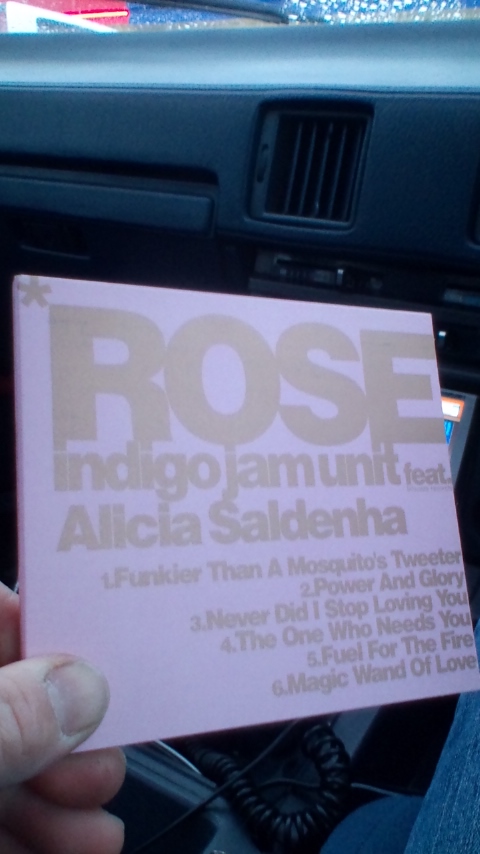 *ROSE
indigo jam unit feat.
Alicia Saldenha
1.Funkier Than A Mosquito's Tweeter
2.Power And Glory
3.Never Did I Stop Loving You
4.The One Who Needs You
5.Fuel For The Fire
6.Magic Wand Of Love